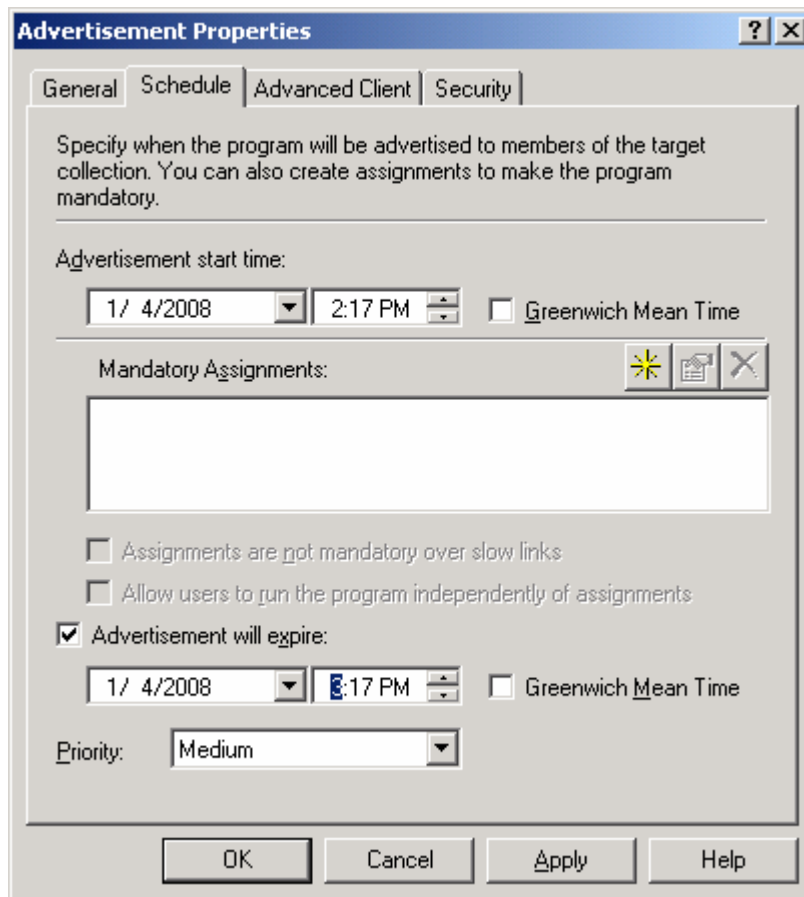 Advertisement Properties
General Schedule Advanced Client Security
Specify when the program will be advertised to members of the target
collection. You can also create assignments to make the program
mandatory.
Advertisement start time:
1/ 4/2008 2:17 PM Greenwich Mean Time
Mandatory Assignments:
Assignments are not mandatory over slow links
Allow users to run the program independently of assignments
Advertisement will expire:
1/ 4/2008 3:17 PM Greenwich Mean Time
Priority: Medium
OK Cancel Apply Help